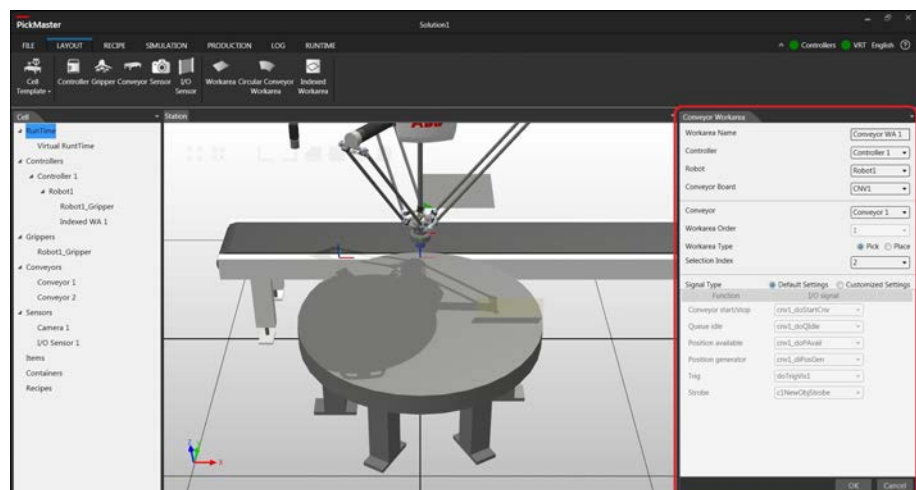 PickMaster
Solution1
FILE LAYOUT RECIPE SIMULATION PRODUCTION LOG RUNTIME
Controllers VRT English
Cell Template
Controller
Gripper
Conveyor
Sensor
I/O Sensor
Workarea
Circular Conveyor Workarea
Indexed Workarea
Cell
RunTime
Virtual RunTime
Controllers
Controller 1
Robot1
Robot1_Gripper
Indexed WA 1
Grippers
Robot1_Gripper
Conveyors
Conveyor 1
Conveyor 2
Sensors
Camera 1
I/O Sensor 1
Items
Containers
Recipes
Station
ABB
Z
X
Conveyor Workarea
Workarea Name Conveyor WA 1
Controller Controller 1
Robot Robot1
Conveyor Board CNV1
Conveyor Conveyor 1
Workarea Order 1
Workarea Type Pick Place
Selection Index 2
Signal Type Default Settings Customized Settings
Function I/O signal
Conveyor start/stop cnv1_doStartCnv
Queue idle cnv1_doQIdle
Position available cnv1_doPAvail
Position generator cnv1_diPosGen
Trig doTrigVis1
Strobe c1NewObjStrobe
OK Cancel